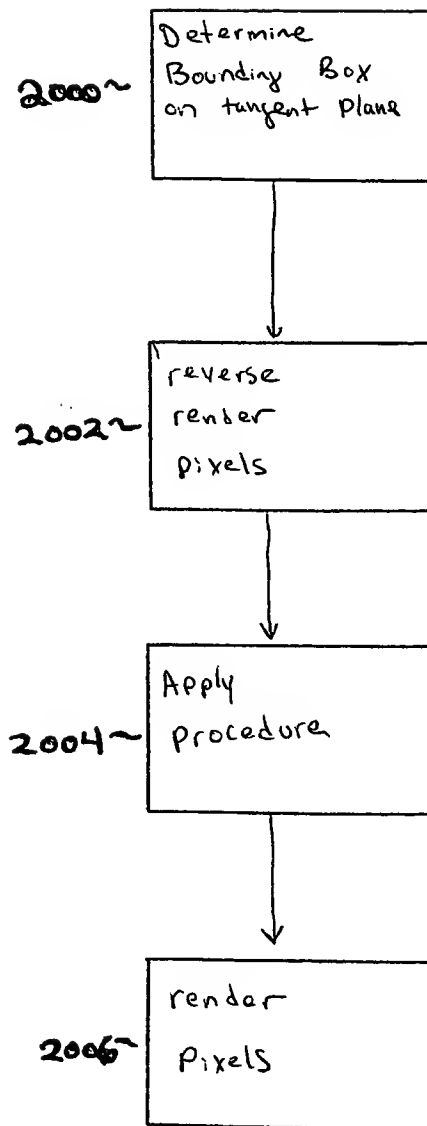 Determine
2000~ Bounding Box
on tangent Plane
reverse
2002~ render
pixels
Apply
2004~ procedure
render
2006~ Pixels